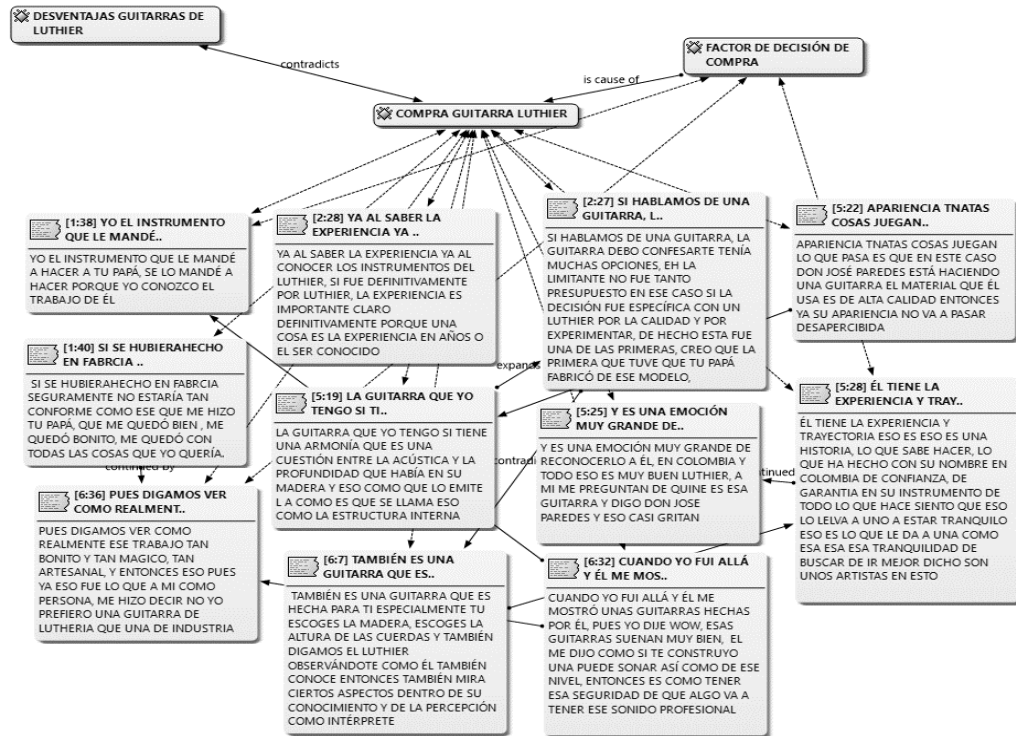 DESVENTAJAS GUITARRAS DE
LUTHIER
FACTOR DE DECISIÓN DE
COMPRA
contradicts
is cause of
COMPRA GUITARRA LUTHIER
[1:38] YO EL INSTRUMENTO
QUE LE MANDÉ..
YO EL INSTRUMENTO QUE LE MANDÉ
A HACER A TU PAPÁ, SE LO MANDÉ A
HACER PORQUE YO CONOZCO EL
TRABAJO DE ÉL
[2:28] YA AL SABER LA
EXPERIENCIA YA ..
YA AL SABER LA EXPERIENCIA YA AL
CONOCER LOS INSTRUMENTOS DEL
LUTHIER, SI FUE DEFINITIVAMENTE
POR LUTHIER, LA EXPERIENCIA ES
IMPORTANTE CLARO
DEFINITIVAMENTE PORQUE UNA
COSA ES LA EXPERIENCIA EN AÑOS O
EL SER CONOCIDO
[2:27] SI HABLAMOS DE UNA
GUITARRA, L..
SI HABLAMOS DE UNA GUITARRA, LA
GUITARRA DEBO CONFESARTE TENÍA
MUCHAS OPCIONES, EH LA
LIMITANTE NO FUE TANTO
PRESUPUESTO EN ESE CASO SI LA
DECISIÓN FUE ESPECÍFICA CON UN
LUTHIER POR LA CALIDAD Y POR
EXPERIMENTAR, DE HECHO ESTA FUE
UNA DE LAS PRIMERAS, CREO QUE LA
PRIMERA QUE TUVE QUE TU PAPÁ
FABRICÓ DE ESE MODELO,
[5:22] APARIENCIA TNATAS
COSAS JUEGAN..
APARIENCIA TNATAS COSAS JUEGAN
LO QUE PASA ES QUE EN ESTE CASO
DON JOSÉ PAREDES ESTÁ HACIENDO
UNA GUITARRA EL MATERIAL QUE ÉL
USA ES DE ALTA CALIDAD ENTONCES
YA SU APARIENCIA NO VA A PASAR
DESAPERCIBIDA
[1:40] SI SE HUBIERAHECHO
EN FABRCIA ..
SI SE HUBIERAHECHO EN FABRCIA
SEGURAMENTE NO ESTARÍA TAN
CONFORME COMO ESE QUE ME HIZO
TU PAPÁ, QUE ME QUEDÓ BIEN , ME
QUEDÓ BONITO, ME QUEDÓ CON
TODAS LAS COSAS QUE YO QUERÍA.
continued by
expands
[5:19] LA GUITARRA QUE YO
TENGO SI TI..
LA GUITARRA QUE YO TENGO SI TIENE
UNA ARMONÍA QUE ES UNA
CUESTIÓN ENTRE LA ACÚSTICA Y LA
PROFUNDIDAD QUE HABÍA EN SU
MADERA Y ESO COMO QUE LO EMITE
L A COMO ES QUE SE LLAMA ESO
COMO LA ESTRUCTURA INTERNA
[5:25] Y ES UNA EMOCIÓN
MUY GRANDE DE..
Y ES UNA EMOCIÓN MUY GRANDE DE
RECONOCERLO A ÉL, EN COLOMBIA Y
TODO ESO ES MUY BUEN LUTHIER, A
MI ME PREGUNTAN DE QUINE ES ESA
GUITARRA Y DIGO DON JOSE
PAREDES Y ESO CASI GRITAN
[5:28] ÉL TIENE LA
EXPERIENCIA Y TRAY..
ÉL TIENE LA EXPERIENCIA Y
TRAYECTORIA ESO ES ESO ES UNA
HISTORIA, LO QUE SABE HACER, LO
QUE HA HECHO CON SU NOMBRE EN
COLOMBIA DE CONFIANZA, DE
GARANTIA EN SU INSTRUMENTO DE
TODO LO QUE HACE SIENTO QUE ESO
LO LELVA A UNO A ESTAR TRANQUILO
ESO ES LO QUE LE DA A UNA COMO
ESA ESA ESA TRANQUILIDAD DE
BUSCAR DE IR MEJOR DICHO SON
UNOS ARTISTAS EN ESTO
contradi
tinued
[6:36] PUES DIGAMOS VER
COMO REALMENT..
PUES DIGAMOS VER COMO
REALMENTE ESE TRABAJO TAN
BONITO Y TAN MAGICO, TAN
ARTESANAL, Y ENTONCES ESO PUES
YA ESO FUE LO QUE A MI COMO
PERSONA, ME HIZO DECIR NO YO
PREFIERO UNA GUITARRA DE
LUTHERIA QUE UNA DE INDUSTRIA
[6:7] TAMBIÉN ES UNA
GUITARRA QUE ES..
TAMBIÉN ES UNA GUITARRA QUE ES
HECHA PARA TI ESPECIALMENTE TU
ESCOGES LA MADERA, ESCOGES LA
ALTURA DE LAS CUERDAS Y TAMBIÉN
DIGAMOS EL LUTHIER
OBSERVÁNDOTE COMO ÉL TAMBIÉN
CONOCE ENTONCES TAMBIÉN MIRA
CIERTOS ASPECTOS DENTRO DE SU
CONOCIMIENTO Y DE LA PERCEPCIÓN
COMO INTÉRPRETE
[6:32] CUANDO YO FUI ALLÁ
Y ÉL ME MOS..
CUANDO YO FUI ALLÁ Y ÉL ME
MOSTRÓ UNAS GUITARRAS HECHAS
POR ÉL, PUES YO DIJE WOW, ESAS
GUITARRAS SUENAN MUY BIEN, EL
ME DIJO COMO SI TE CONSTRUYO
UNA PUEDE SONAR ASÍ COMO DE ESE
NIVEL, ENTONCES ES COMO TENER
ESA SEGURIDAD DE QUE ALGO VA A
TENER ESE SONIDO PROFESIONAL